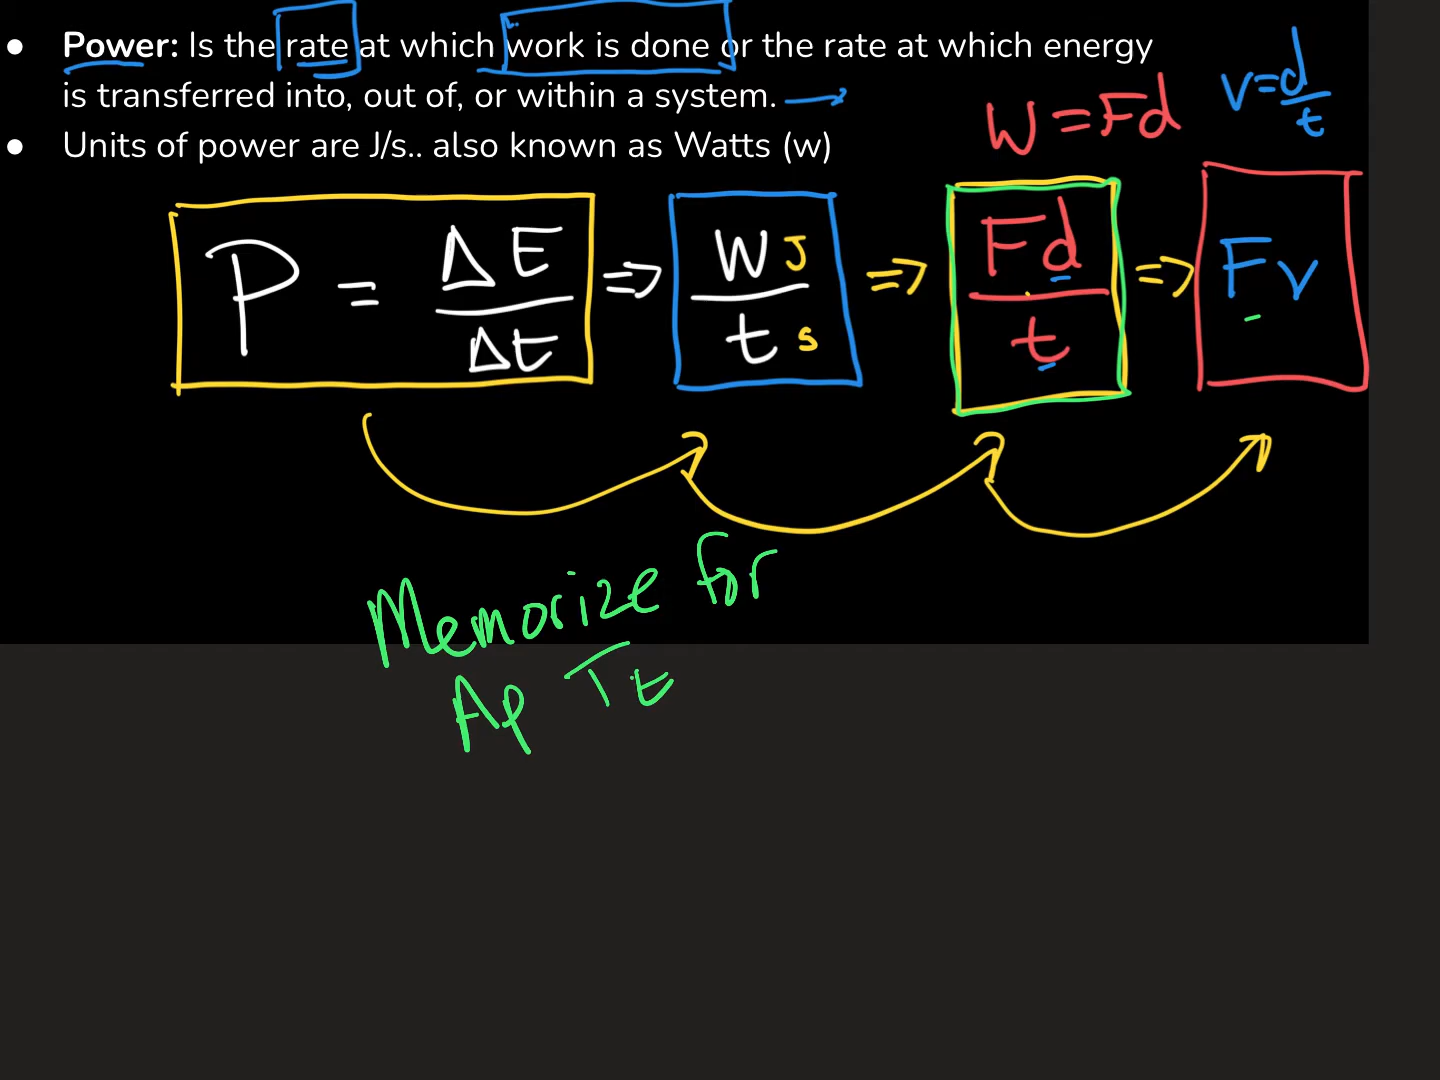 ● Power: Is the rate at which work is done or the rate at which energy
is transferred into, out of, or within a system. →
● Units of power are J/s.. also known as Watts (w)
W = Fd
v = d/t
P = ΔE/Δt ⇒ W J / t s ⇒ Fd/t ⇒ Fv
Memorize for
Ap Tt